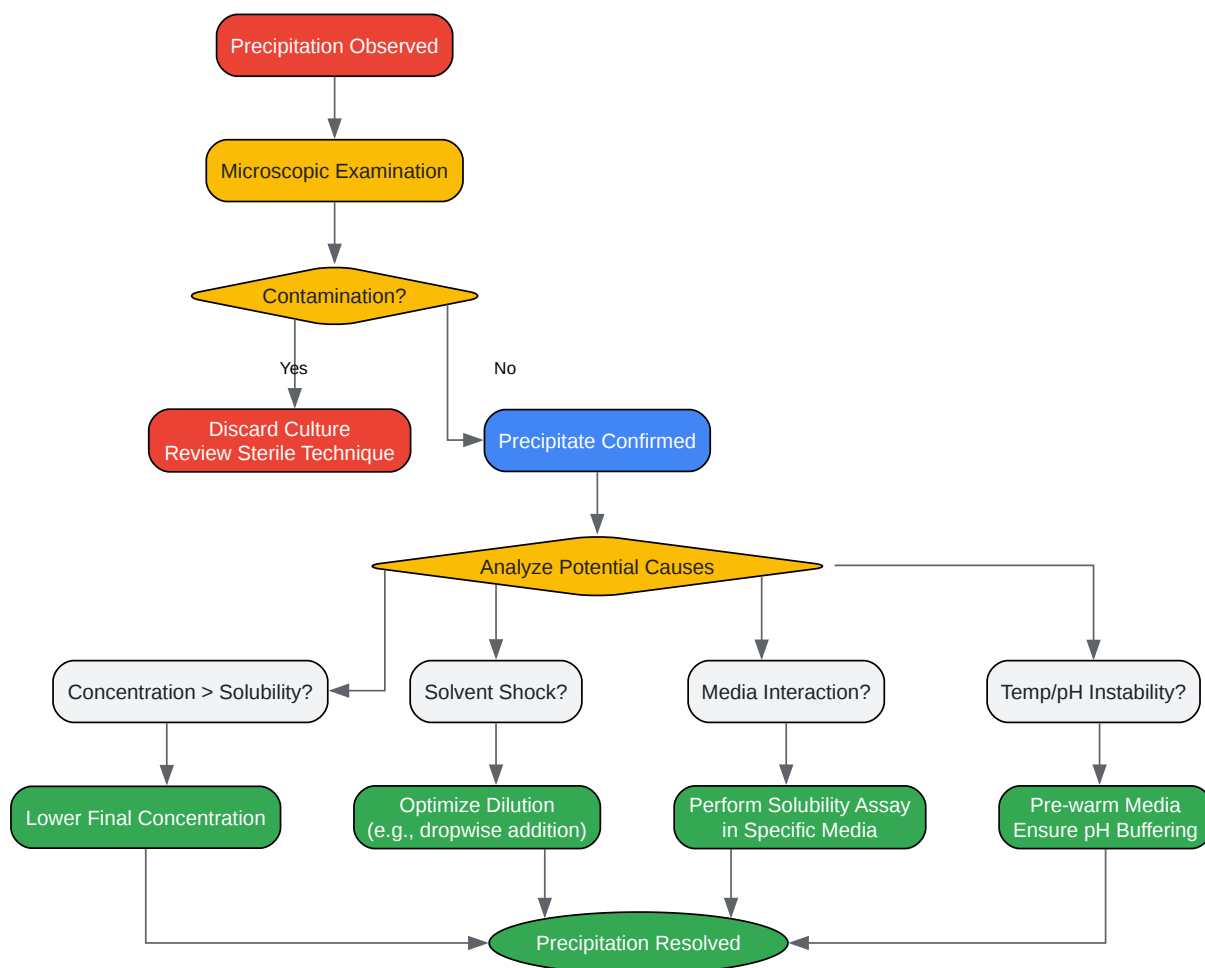 Precipitation Observed
Microscopic Examination
Contamination?
Yes
No
Discard Culture
Review Sterile Technique
Precipitate Confirmed
Analyze Potential Causes
Concentration > Solubility?
Solvent Shock?
Media Interaction?
Temp/pH Instability?
Lower Final Concentration
Optimize Dilution
(e.g., dropwise addition)
Perform Solubility Assay
in Specific Media
Pre-warm Media
Ensure pH Buffering
Precipitation Resolved